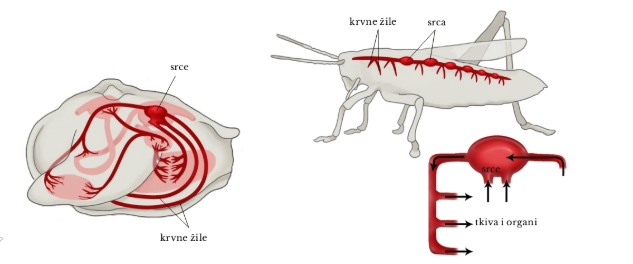 krvne žile
srca
srce
srce
tkiva i organi
krvne žile